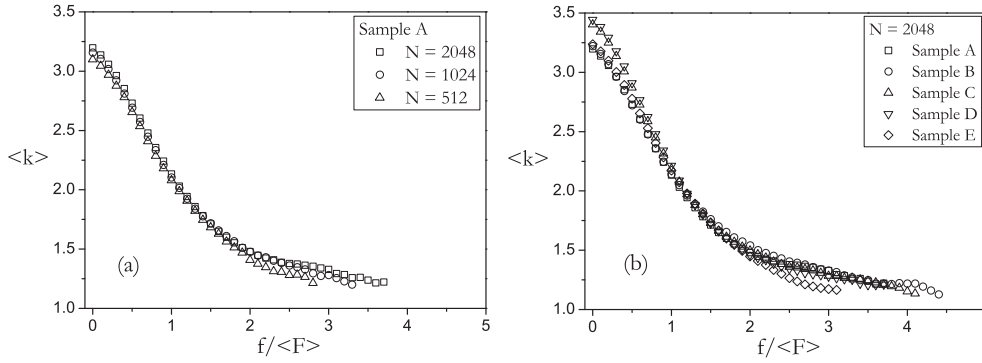 3.5
3.0
2.5
<k>
2.0
1.5
1.0
0
1
2
3
4
5
f/<F>
Sample A
N = 2048
N = 1024
N = 512
(a)
3.5
3.0
2.5
<k>
2.0
1.5
1.0
0
1
2
3
4
f/<F>
N = 2048
Sample A
Sample B
Sample C
Sample D
Sample E
(b)